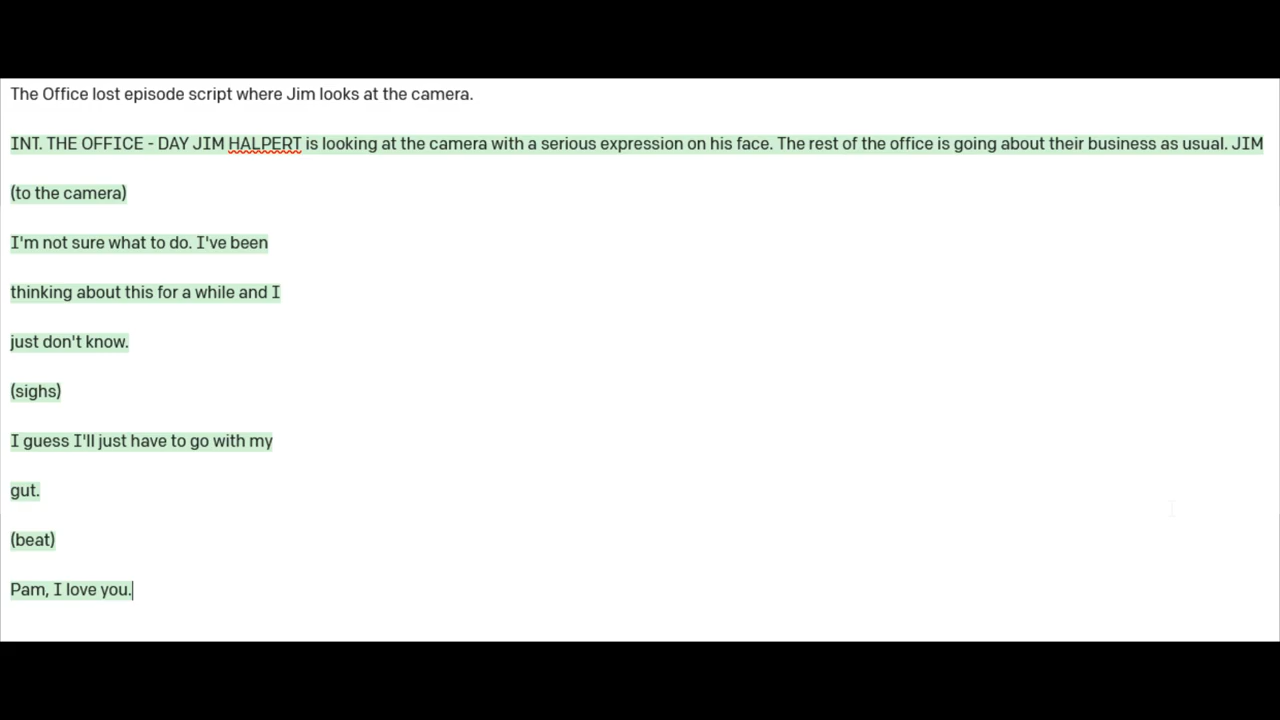 The Office lost episode script where Jim looks at the camera.
INT. THE OFFICE - DAY JIM HALPERT is looking at the camera with a serious expression on his face. The rest of the office is going about their business as usual. JIM
(to the camera)
I'm not sure what to do. I've been
thinking about this for a while and I
just don't know.
(sighs)
I guess I'll just have to go with my
gut.
(beat)
Pam, I love you.